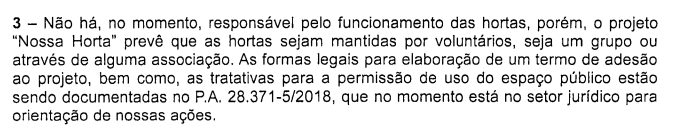 3 – Não há, no momento, responsável pelo funcionamento das hortas, porém, o projeto
“Nossa Horta” prevê que as hortas sejam mantidas por voluntários, seja um grupo ou
através de alguma associação. As formas legais para elaboração de um termo de adesão
ao projeto, bem como, as tratativas para a permissão de uso do espaço público estão
sendo documentadas no P.A. 28.371-5/2018, que no momento está no setor jurídico para
orientação de nossas ações.